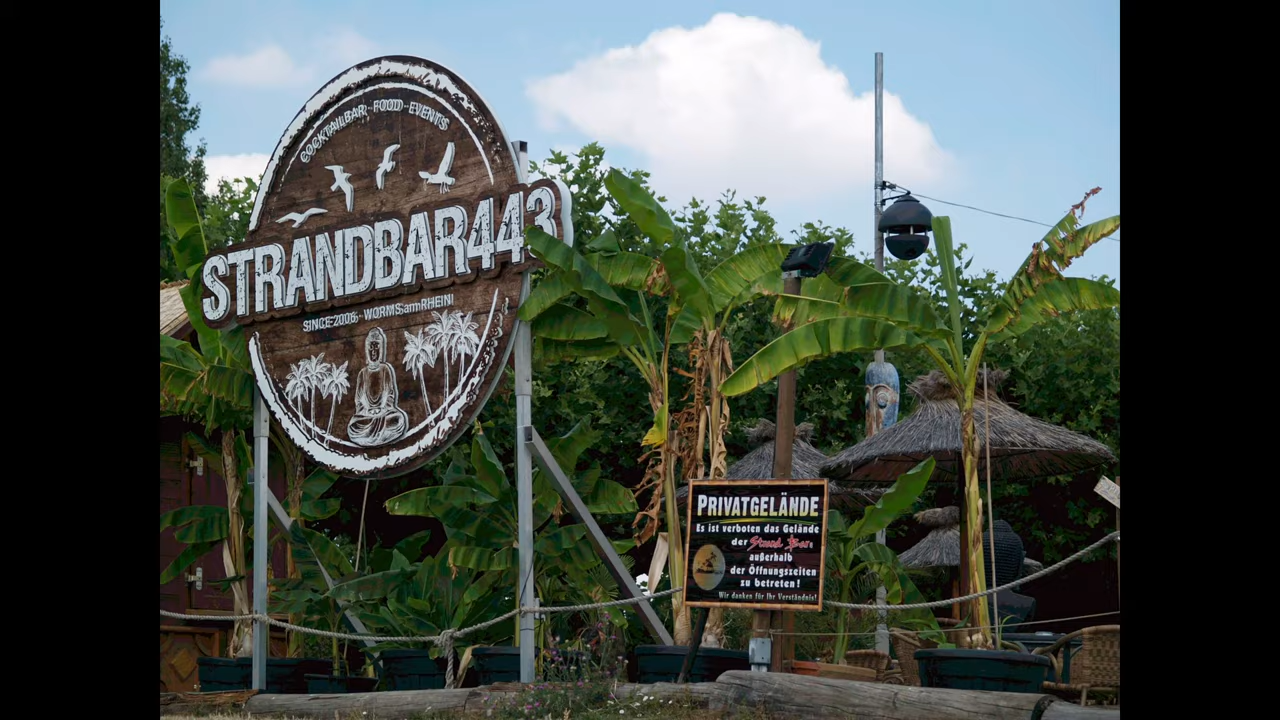 COCKTAILBAR-FOOD-EVENTS
STRANDBAR443
SINCE 2006 · WORMS am RHEIN
PRIVATGELÄNDE
Es ist verboten das Gelände
der Strand Bar
außerhalb
der Öffnungszeiten
zu betreten!
Wir danken für Ihr Verständnis!